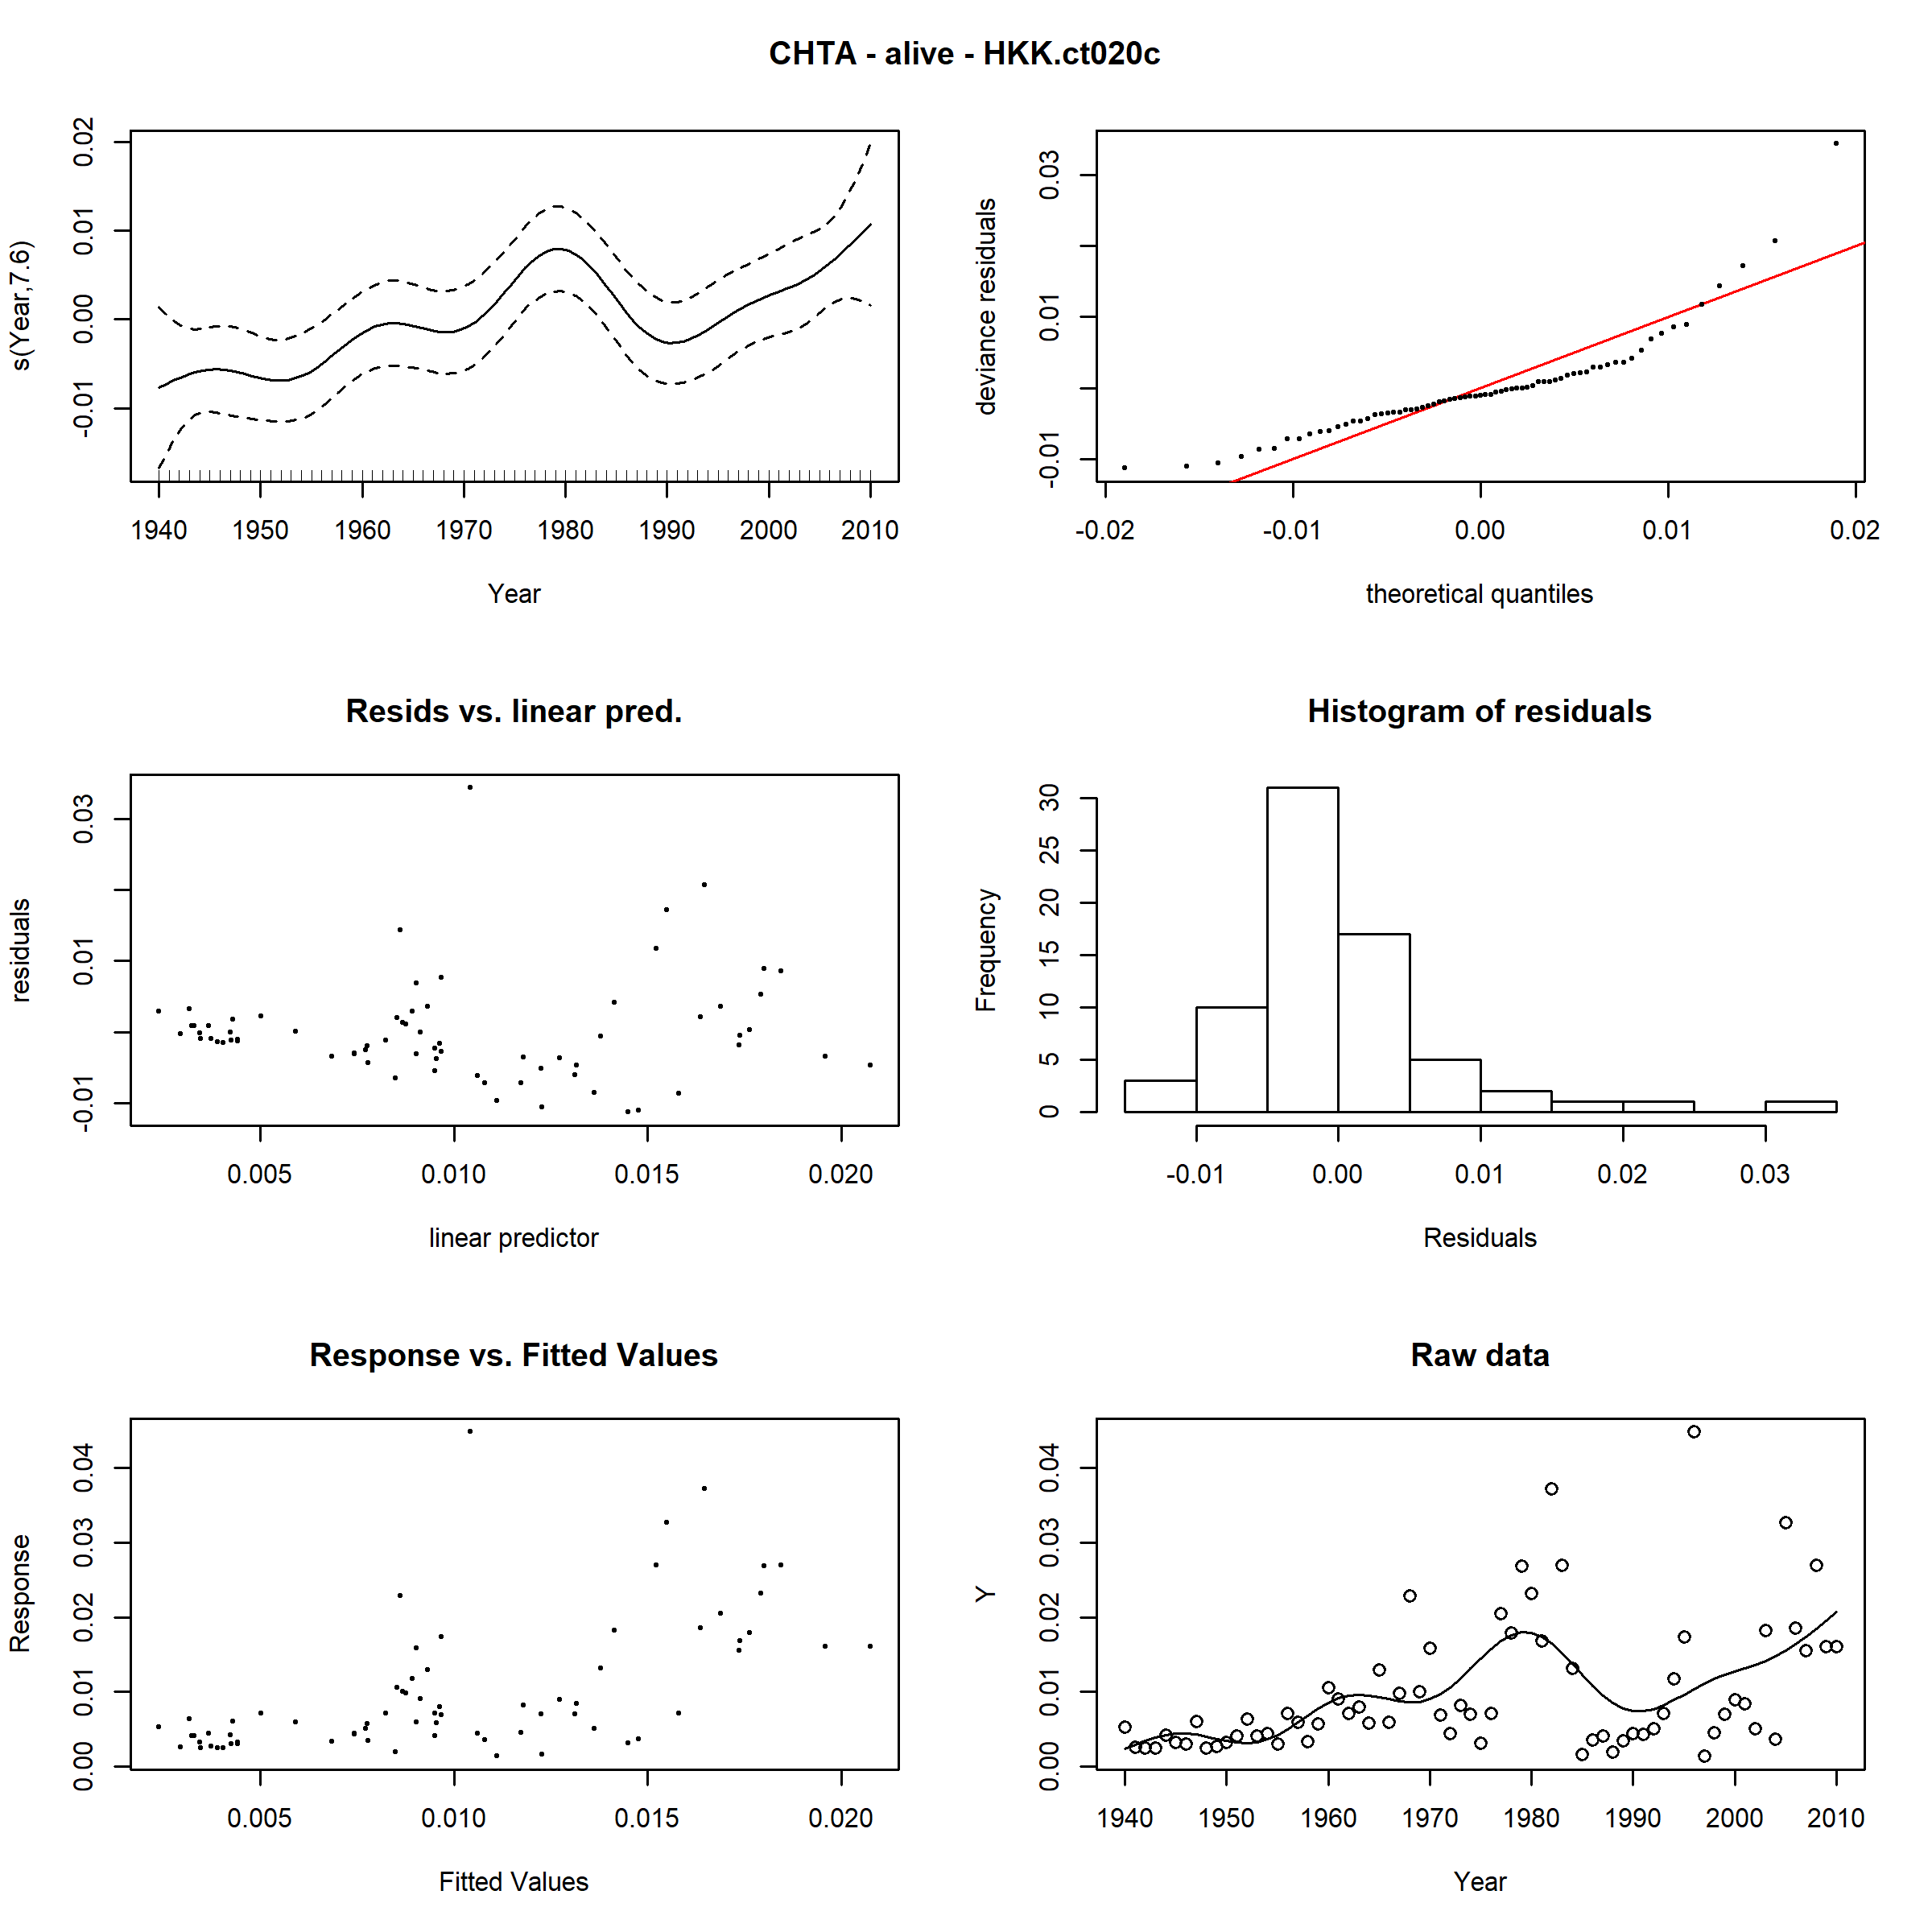 CHTA - alive - HKK.ct020c
s(Year,7.6)
-0.01 0.00 0.01 0.02
1940 1950 1960 1970 1980 1990 2000 2010
Year
deviance residuals
-0.01 0.01 0.03
-0.02 -0.01 0.00 0.01 0.02
theoretical quantiles
Resids vs. linear pred.
residuals
-0.01 0.01 0.03
0.005 0.010 0.015 0.020
linear predictor
Histogram of residuals
Frequency
0 5 10 15 20 25 30
-0.01 0.00 0.01 0.02 0.03
Residuals
Response vs. Fitted Values
Response
0.00 0.01 0.02 0.03 0.04
0.005 0.010 0.015 0.020
Fitted Values
Raw data
Y
0.00 0.01 0.02 0.03 0.04
1940 1950 1960 1970 1980 1990 2000 2010
Year